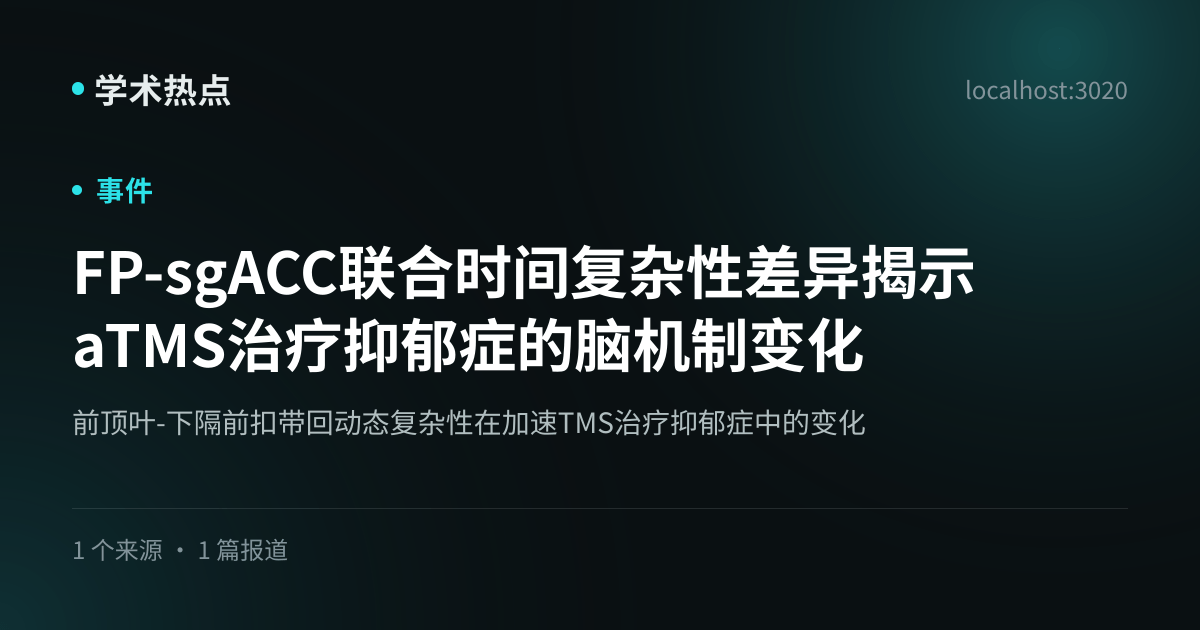 学术热点
localhost:3020
事件
FP-sgACC联合时间复杂性差异揭示
aTMS治疗抑郁症的脑机制变化
前顶叶-下隔前扣带回动态复杂性在加速TMS治疗抑郁症中的变化
1 个来源 · 1 篇报道